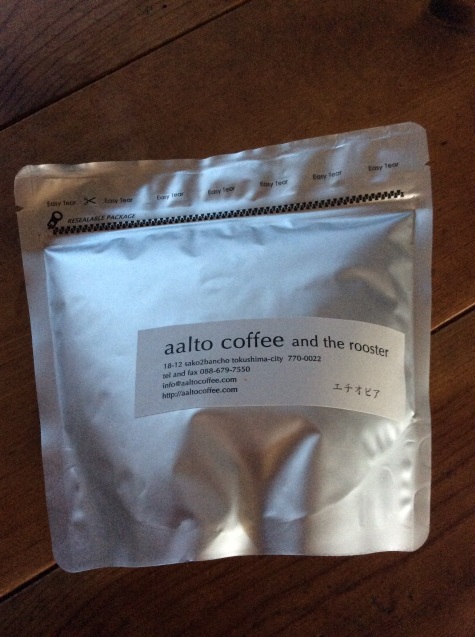 Easy Tear Easy Tear Easy Tear Easy Tear Easy Tear Easy Tear Easy Tear
RESEALABLE PACKAGE
aalto coffee and the rooster
18-12 sako2bancho tokushima-city 770-0022
tel and fax 088-679-7550
info@aaltocoffee.com
http://aaltocoffee.com
エチオピア